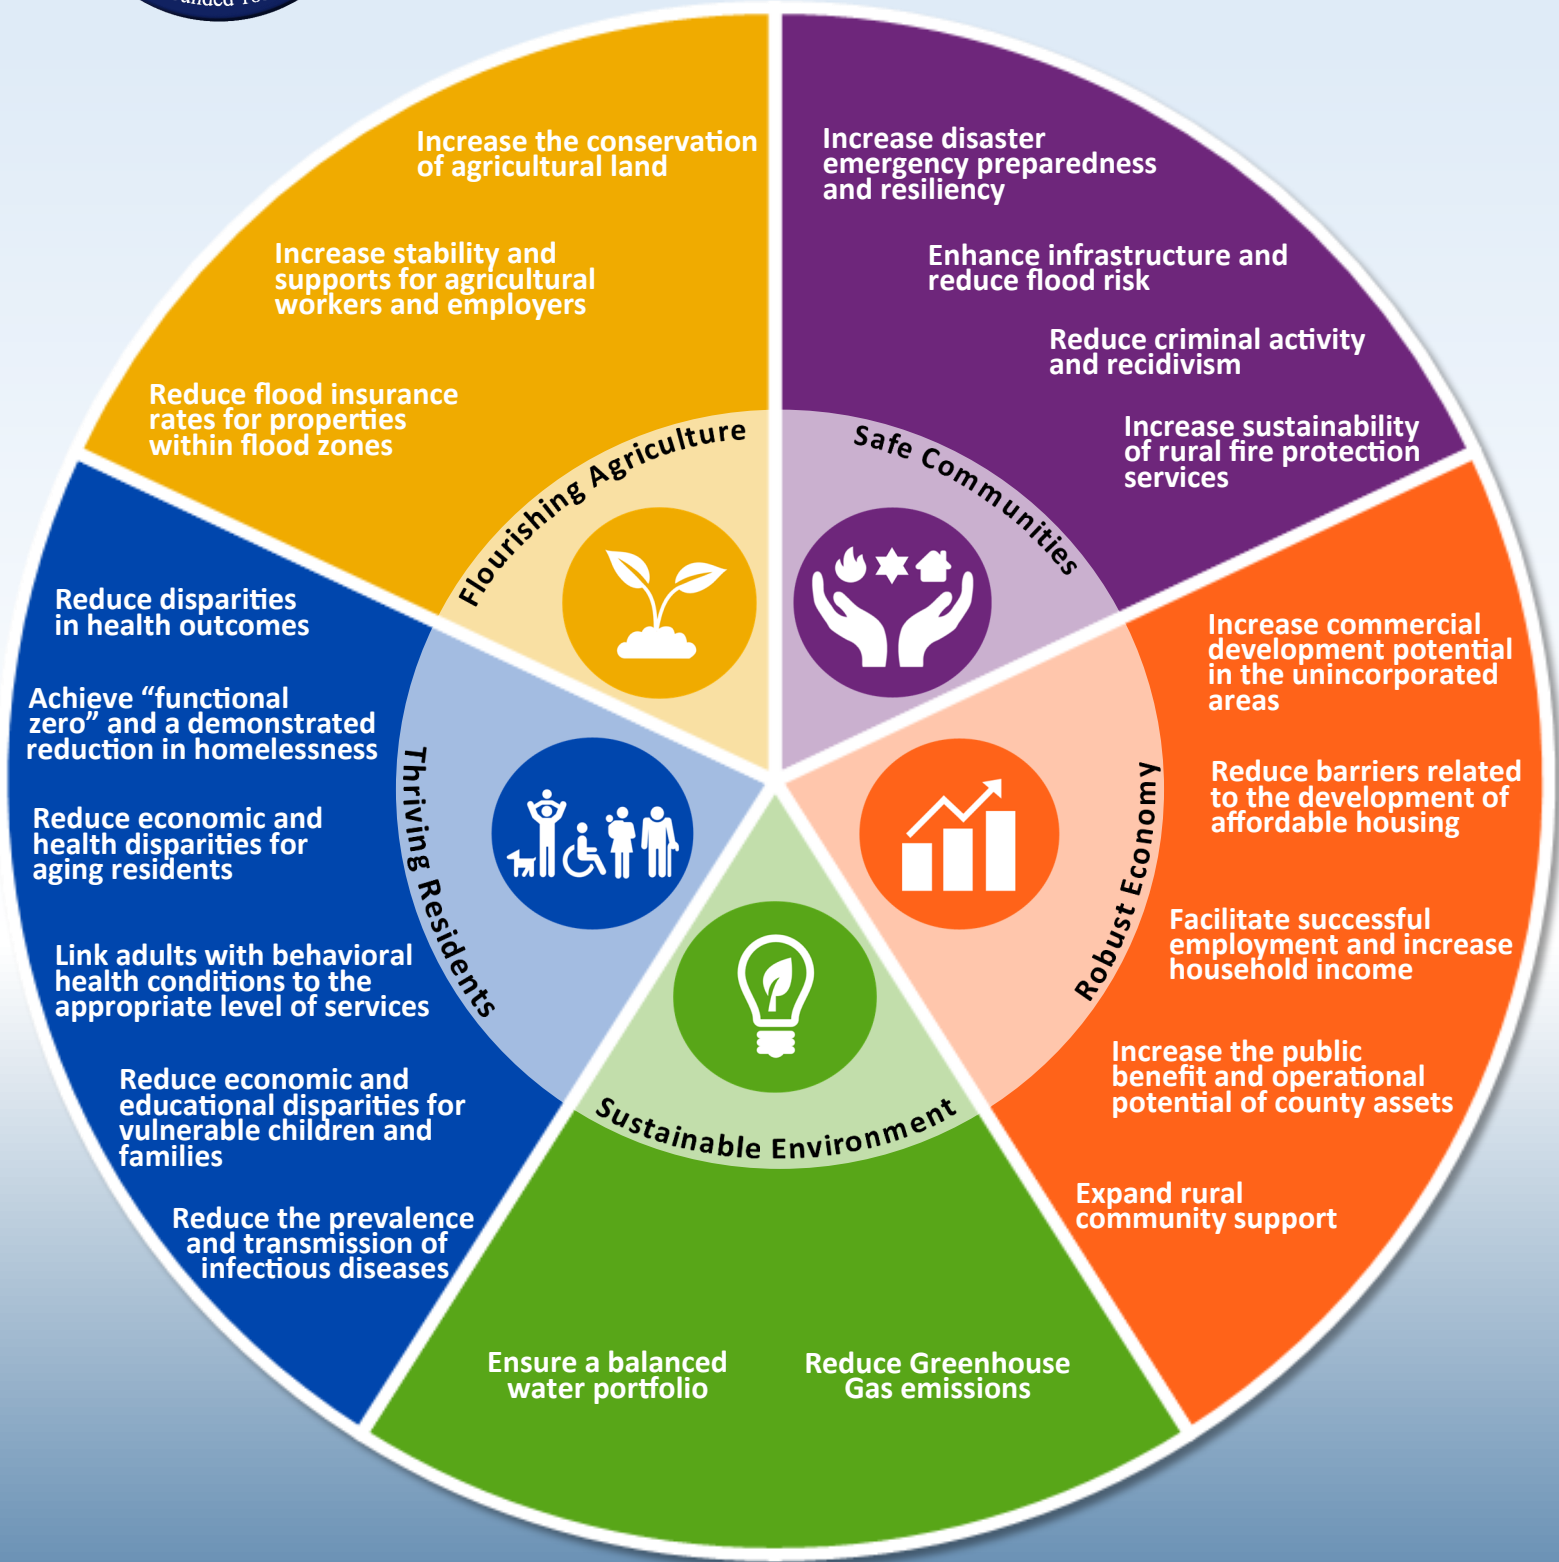 Increase the conservation
of agricultural land
Increase stability and
supports for agricultural
workers and employers
Reduce flood insurance
rates for properties
within flood zones
Flourishing Agriculture
Increase disaster
emergency preparedness
and resiliency
Enhance infrastructure and
reduce flood risk
Reduce criminal activity
and recidivism
Increase sustainability
of rural fire protection
services
Safe Communities
Increase commercial
development potential
in the unincorporated
areas
Reduce barriers related
to the development of
affordable housing
Facilitate successful
employment and increase
household income
Increase the public
benefit and operational
potential of county assets
Expand rural
community support
Robust Economy
Sustainable Environment
Ensure a balanced
water portfolio
Reduce Greenhouse
Gas emissions
Reduce disparities
in health outcomes
Achieve “functional
zero” and a demonstrated
reduction in homelessness
Reduce economic and
health disparities for
aging residents
Link adults with behavioral
health conditions to the
appropriate level of services
Reduce economic and
educational disparities for
vulnerable children and
families
Reduce the prevalence
and transmission of
infectious diseases
Thriving Residents